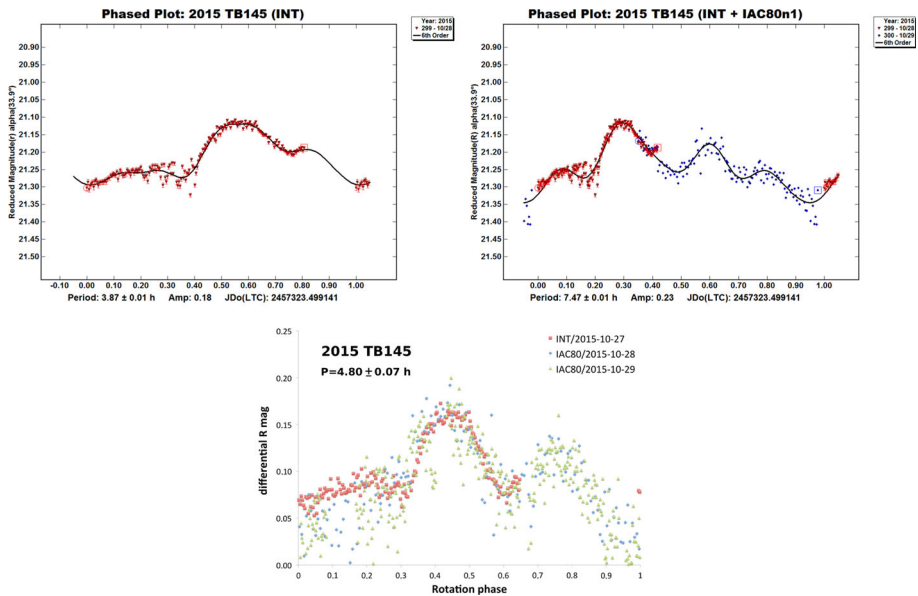 Phased Plot: 2015 TB145 (INT)
Year: 2015
299 - 10/28
6th Order
Reduced Magnitude(r) alpha(33.9°)
20.90
20.95
21.00
21.05
21.10
21.15
21.20
21.25
21.30
21.35
21.40
21.45
21.50
-0.10 0.00 0.10 0.20 0.30 0.40 0.50 0.60 0.70 0.80 0.90 1.00
Period: 3.87 ± 0.01 h Amp: 0.18 JDo(LTC): 2457323.499141
Phased Plot: 2015 TB145 (INT + IAC80n1)
Year: 2015
299 - 10/28
300 - 10/29
6th Order
Reduced Magnitude(R) alpha(33.9°)
20.90
20.95
21.00
21.05
21.10
21.15
21.20
21.25
21.30
21.35
21.40
21.45
21.50
0.00 0.10 0.20 0.30 0.40 0.50 0.60 0.70 0.80 0.90 1.00
Period: 7.47 ± 0.01 h Amp: 0.23 JDo(LTC): 2457323.499141
2015 TB145
P=4.80 ± 0.07 h
INT/2015-10-27
IAC80/2015-10-28
IAC80/2015-10-29
differential R mag
0.25
0.20
0.15
0.10
0.05
0.00
0 0.1 0.2 0.3 0.4 0.5 0.6 0.7 0.8 0.9 1
Rotation phase